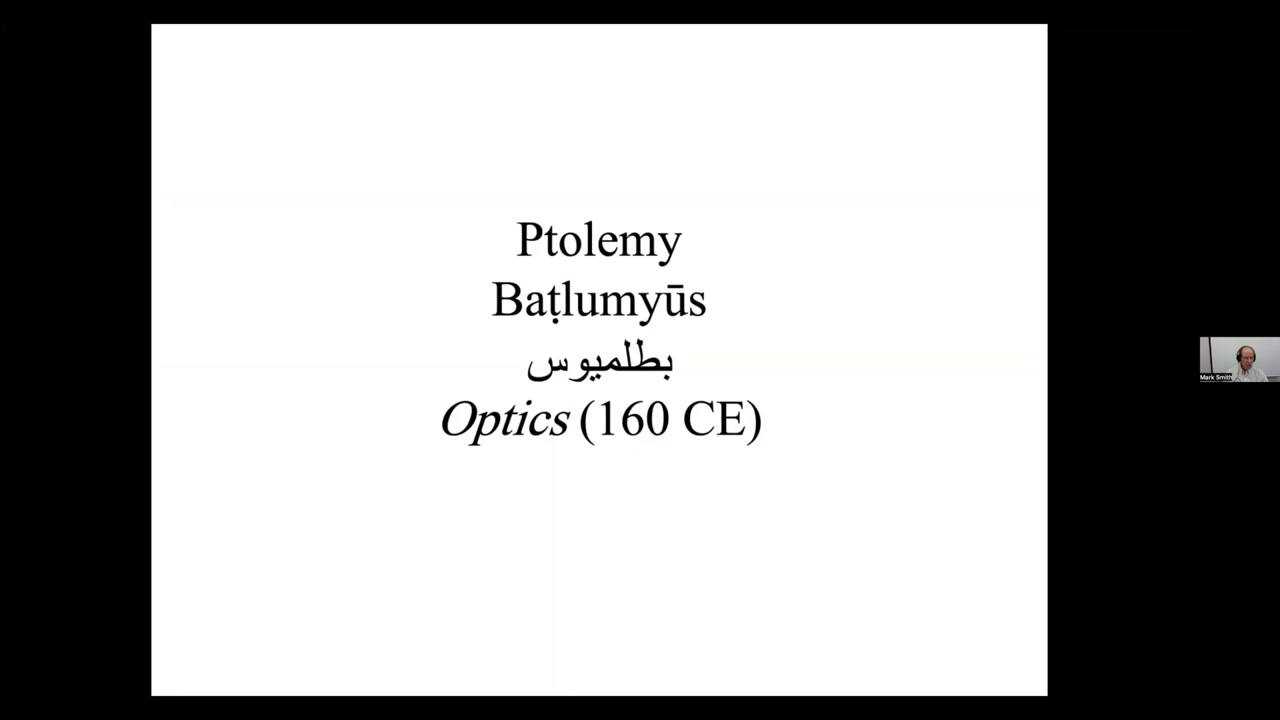 Ptolemy
Baṭlumyūs
بطلميوس
Optics (160 CE)
Mark Smith